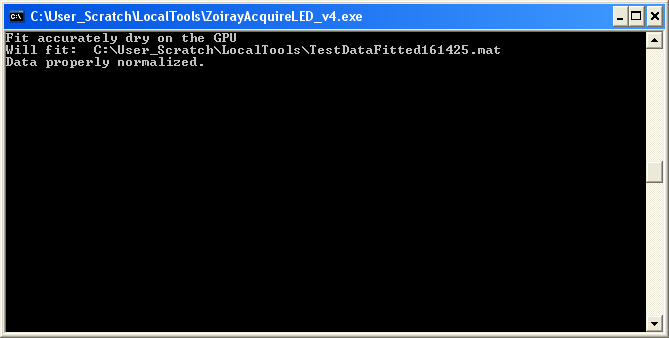 C:\User_Scratch\LocalTools\ZoirayAcquireLED_v4.exe
Fit accurately dry on the GPU
Will fit:  C:\User_Scratch\LocalTools\TestDataFitted161425.mat
Data properly normalized.